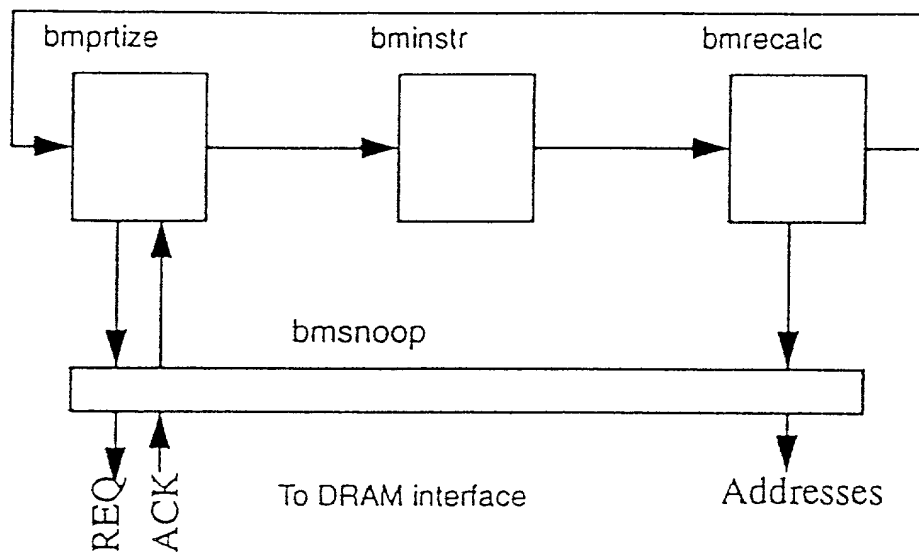 bmprtize
bminstr
bmrecalc
bmsnoop
REQ
ACK
To DRAM interface
Addresses